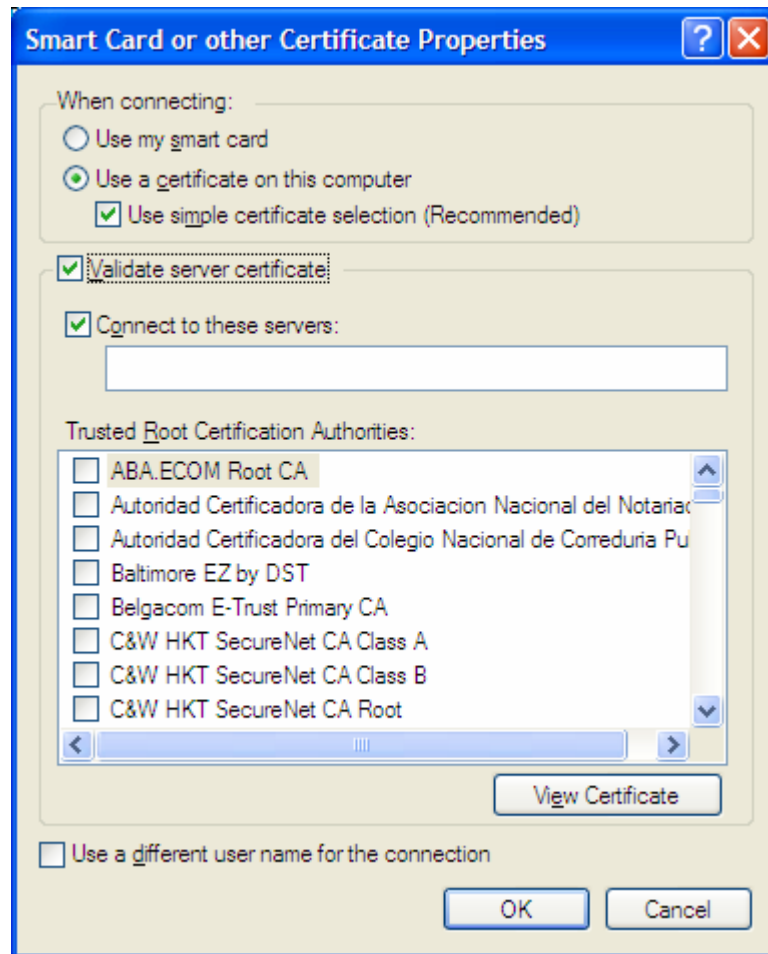 Smart Card or other Certificate Properties
When connecting:
Use my smart card
Use a certificate on this computer
Use simple certificate selection (Recommended)
Validate server certificate
Connect to these servers:
Trusted Root Certification Authorities:
ABA.ECOM Root CA
Autoridad Certificadora de la Asociacion Nacional del Notariac
Autoridad Certificadora del Colegio Nacional de Correduria Pu
Baltimore EZ by DST
Belgacom E-Trust Primary CA
C&W HKT SecureNet CA Class A
C&W HKT SecureNet CA Class B
C&W HKT SecureNet CA Root
View Certificate
Use a different user name for the connection
OK Cancel